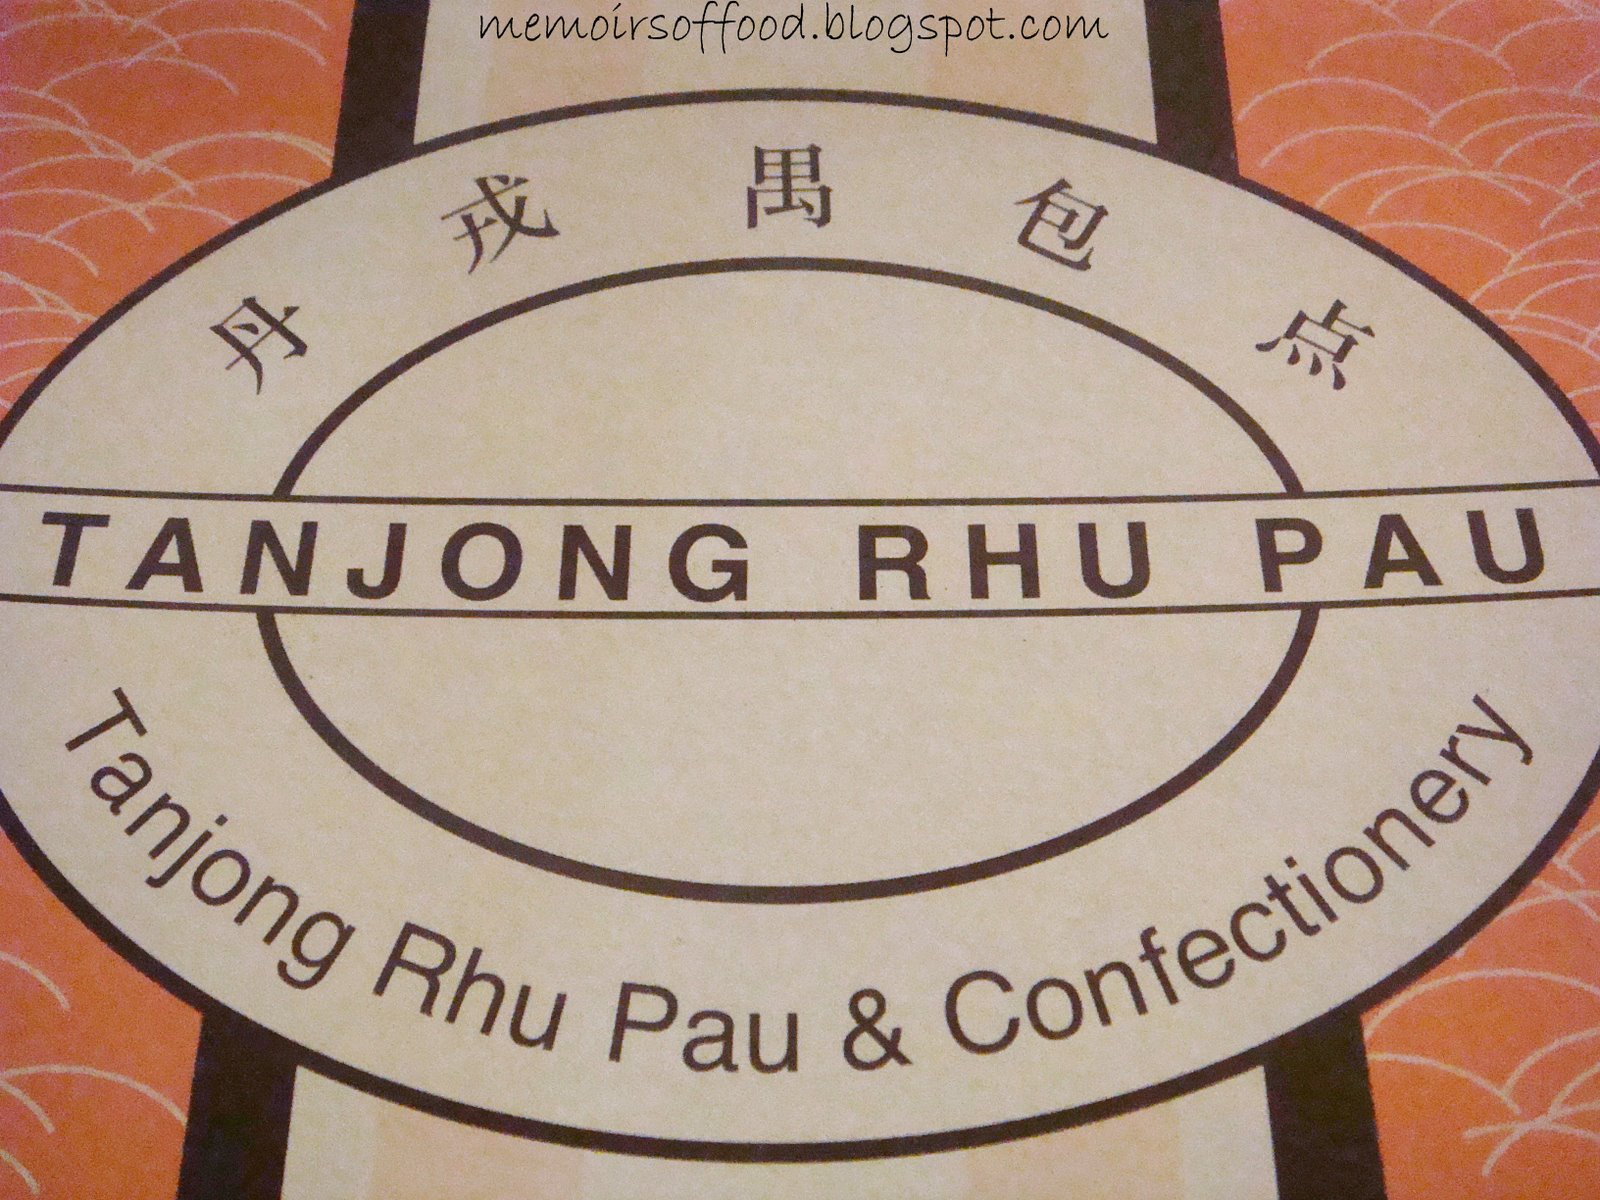 memoirsoffood.blogspot.com
丹戎禺包点
TANJONG RHU PAU
Tanjong Rhu Pau & Confectionery